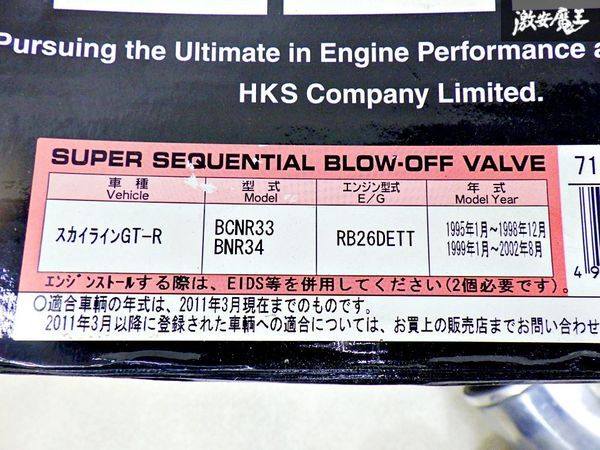 激安魔王
Pursuing the Ultimate in Engine Performance a
HKS Company Limited.
SUPER SEQUENTIAL BLOW-OFF VALVE
71
車種 型式 エンジン型式 年式
Vehicle Model E/G Model Year
スカイラインGT-R BCNR33 RB26DETT 1995年1月～1998年12月
BNR34 1999年1月～2002年8月
エンジンストールする際は、EIDS等を併用してください(2個必要です。)
4 9
○適合車輌の年式は、2011年3月現在までのものです。
2011年3月以降に登録された車輌への適合については、お買上の販売店までお問い合わせ